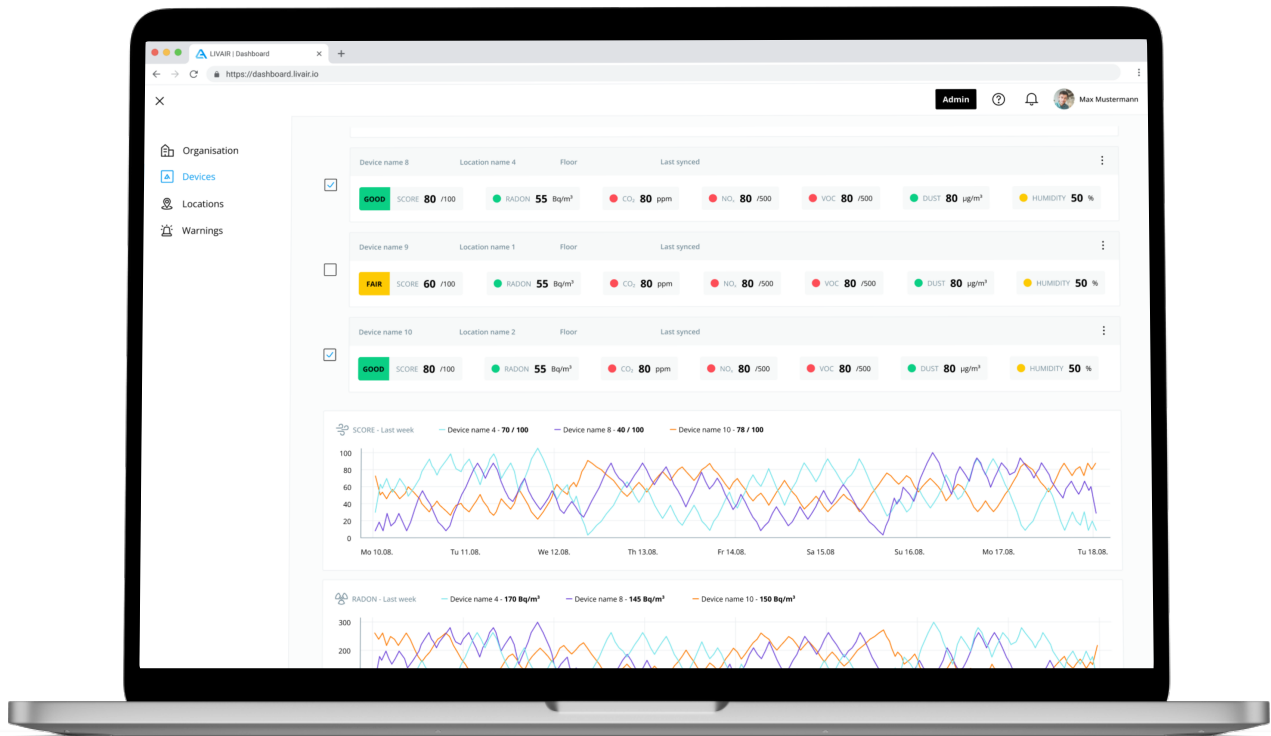 LIVAIR | Dashboard
https://dashboard.livair.io
Admin
Max Mustermann
Organisation
Devices
Locations
Warnings
Device name 8 Location name 4 Floor Last synced
GOOD SCORE 80 /100 RADON 55 Bq/m³ CO₂ 80 ppm NOₓ 80 /500 VOC 80 /500 DUST 80 µg/m³ HUMIDITY 50 %
Device name 9 Location name 1 Floor Last synced
FAIR SCORE 60 /100 RADON 55 Bq/m³ CO₂ 80 ppm NOₓ 80 /500 VOC 80 /500 DUST 80 µg/m³ HUMIDITY 50 %
Device name 10 Location name 2 Floor Last synced
GOOD SCORE 80 /100 RADON 55 Bq/m³ CO₂ 80 ppm NOₓ 80 /500 VOC 80 /500 DUST 80 µg/m³ HUMIDITY 50 %
SCORE - Last week Device name 4 - 70 / 100 Device name 8 - 40 / 100 Device name 10 - 78 / 100
100
80
60
40
20
0
Mo 10.08. Tu 11.08. We 12.08. Th 13.08. Fr 14.08. Sa 15.08 Su 16.08. Mo 17.08. Tu 18.08.
RADON - Last week Device name 4 - 170 Bq/m³ Device name 8 - 145 Bq/m³ Device name 10 - 150 Bq/m³
300
200